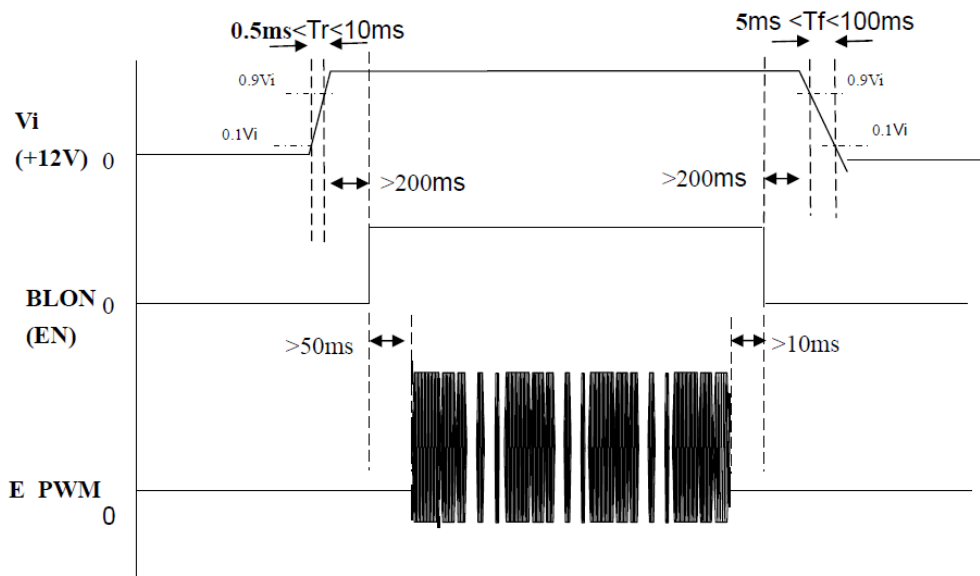 0.5ms<Tr<10ms
5ms <Tf<100ms
0.9Vi
0.9Vi
Vi
0.1Vi
0.1Vi
(+12V) 0
>200ms
>200ms
BLON 0
(EN)
>50ms
>10ms
E PWM
0